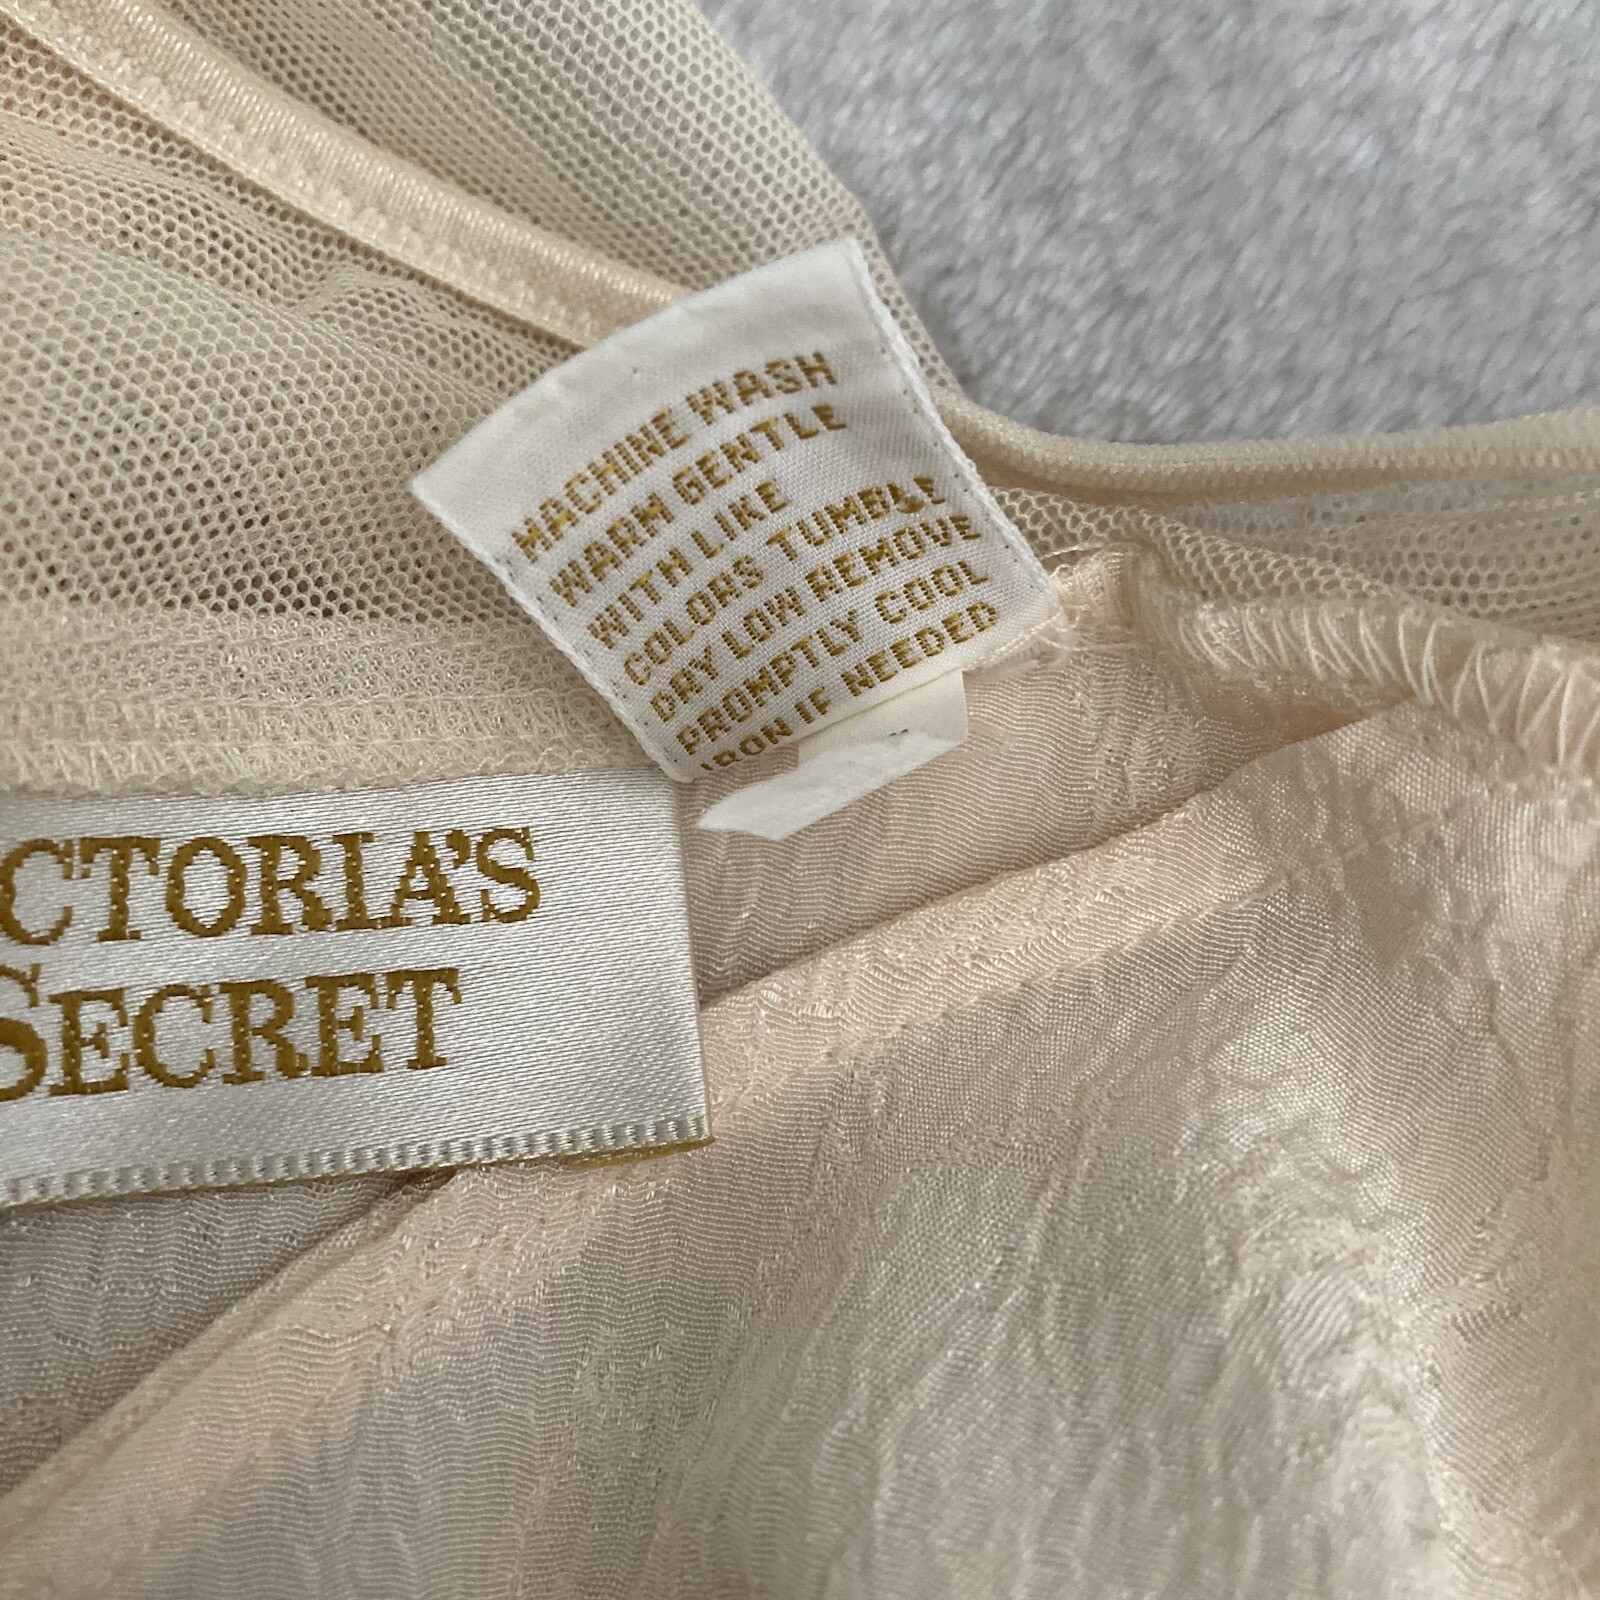 MACHINE WASH
WARM GENTLE
WITH LIKE
COLORS TUMBLE
DRY LOW REMOVE
PROMPTLY COOL
IRON IF NEEDED
CTORIA'S
SECRET